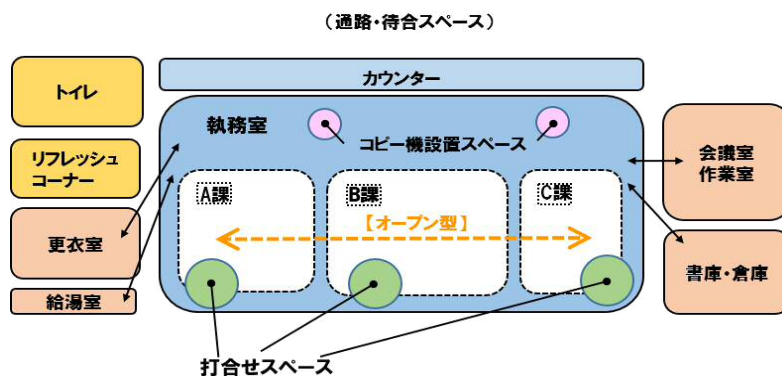 （通路・待合スペース）
カウンター
トイレ
執務室
コピー機設置スペース
リフレッシュ
コーナー
会議室
作業室
A課
B課
C課
【オープン型】
更衣室
書庫・倉庫
給湯室
打合せスペース